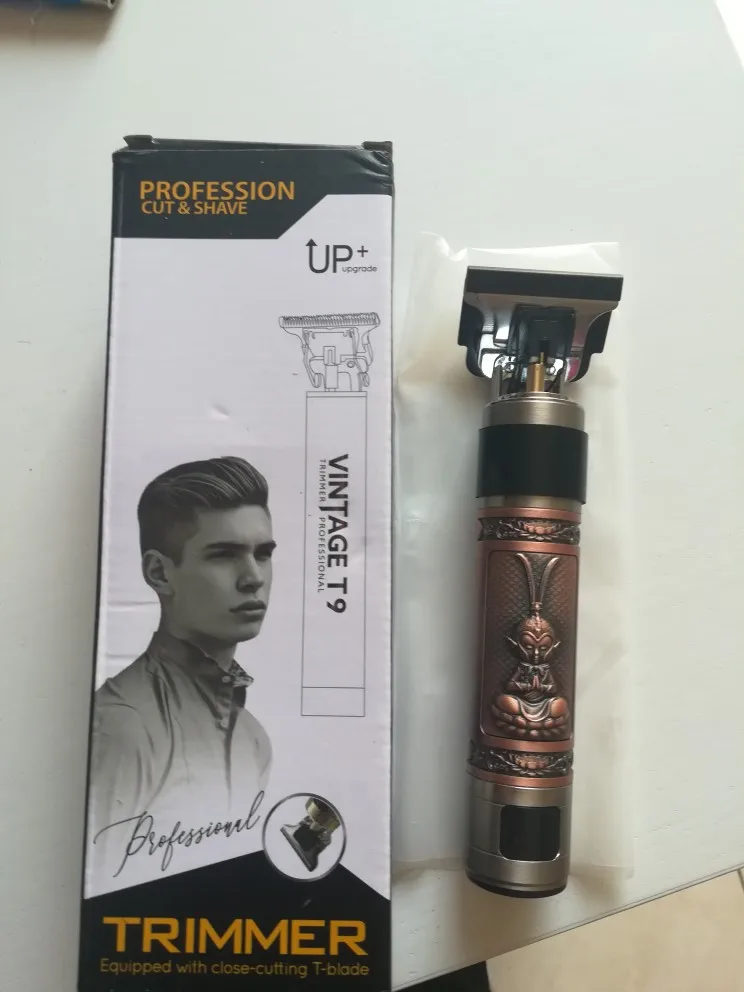 PROFESSION
CUT & SHAVE
UP+
upgrade
VINTAGE T9
TRIMMER PROFESSIONAL
Professional
TRIMMER
Equipped with close-cutting T-blade